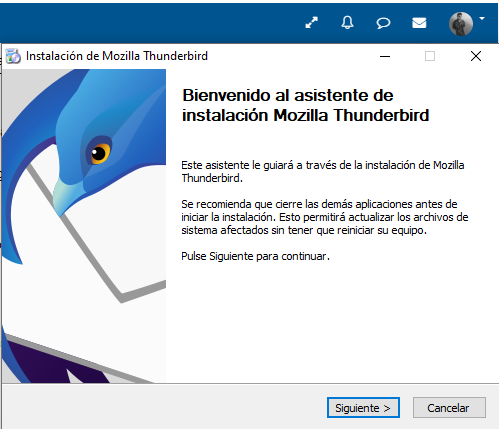 Instalación de Mozilla Thunderbird
Bienvenido al asistente de
instalación Mozilla Thunderbird
Este asistente le guiará a través de la instalación de Mozilla
Thunderbird.
Se recomienda que cierre las demás aplicaciones antes de
iniciar la instalación. Esto permitirá actualizar los archivos de
sistema afectados sin tener que reiniciar su equipo.
Pulse Siguiente para continuar.
Siguiente >
Cancelar